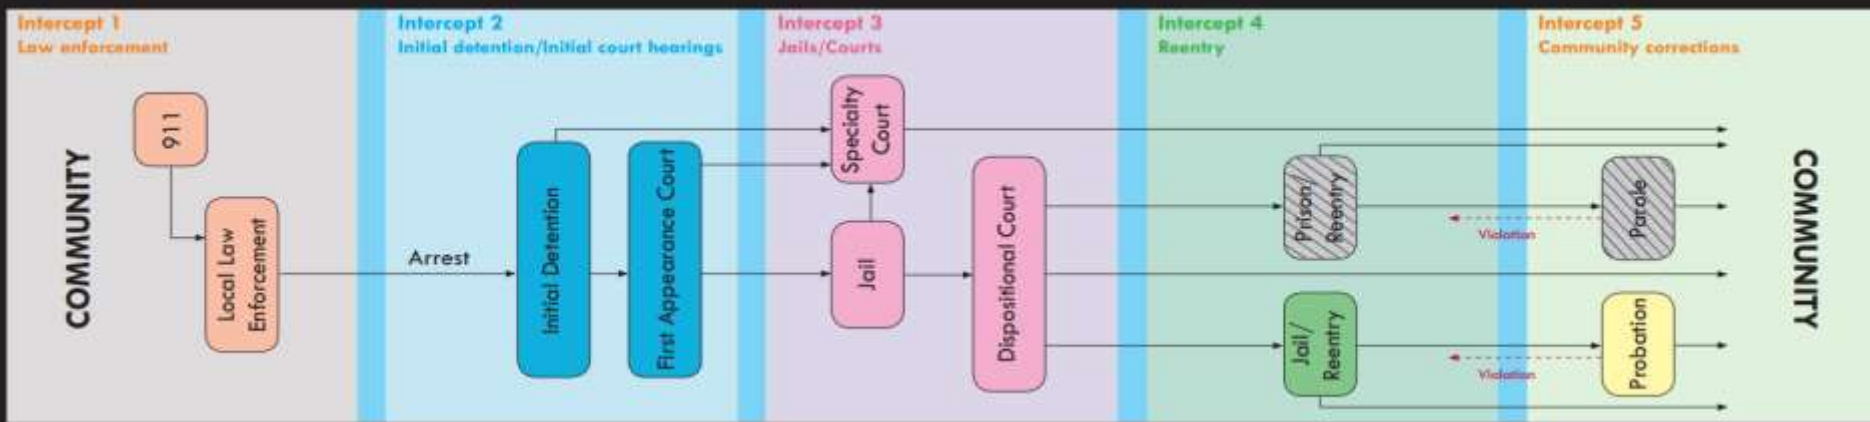 Intercept 1
Law enforcement
COMMUNITY
911
Local Law
Enforcement
Intercept 2
Initial detention/Initial court hearings
Arrest
Initial Detention
First Appearance Court
Intercept 3
Jails/Courts
Specialty
Court
Jail
Dispositional Court
Intercept 4
Reentry
Prison/
Reentry
Jail/
Reentry
Violation
Violation
Intercept 5
Community corrections
Parole
Probation
COMMUNITY